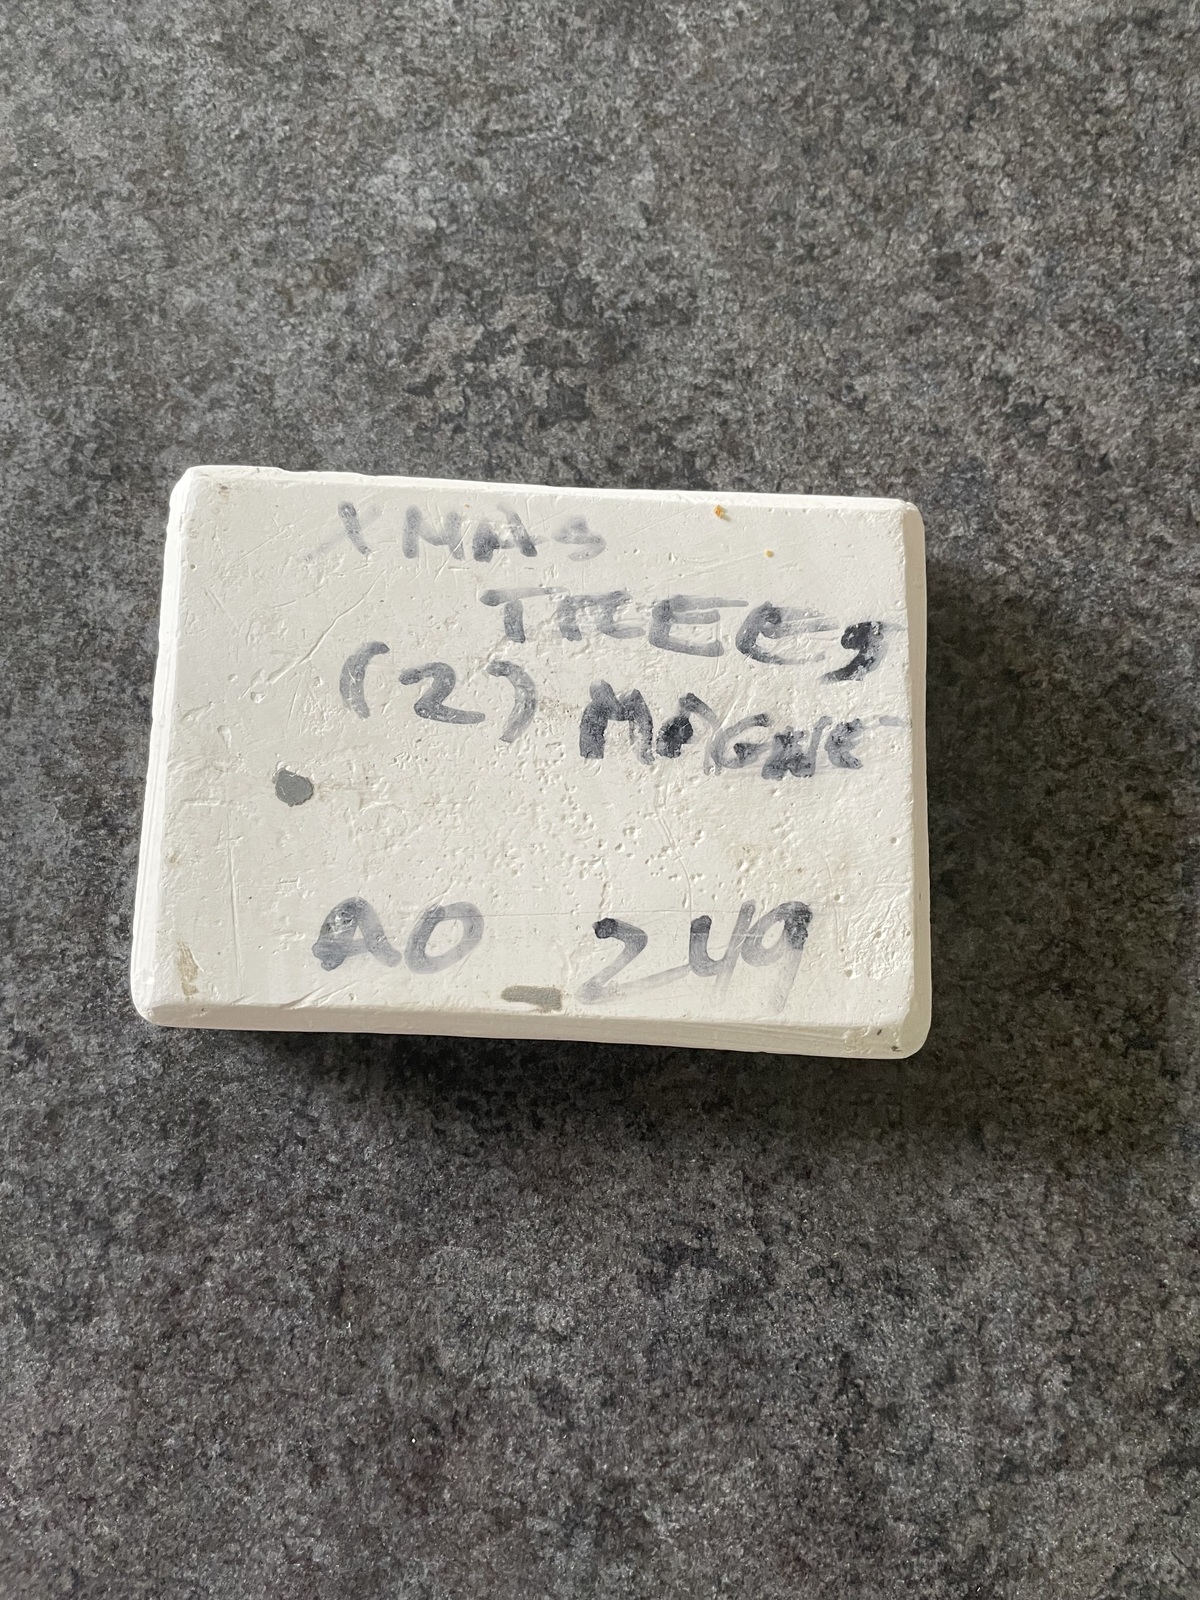 XMAS
TREES
(2) MAGNE
AO 249